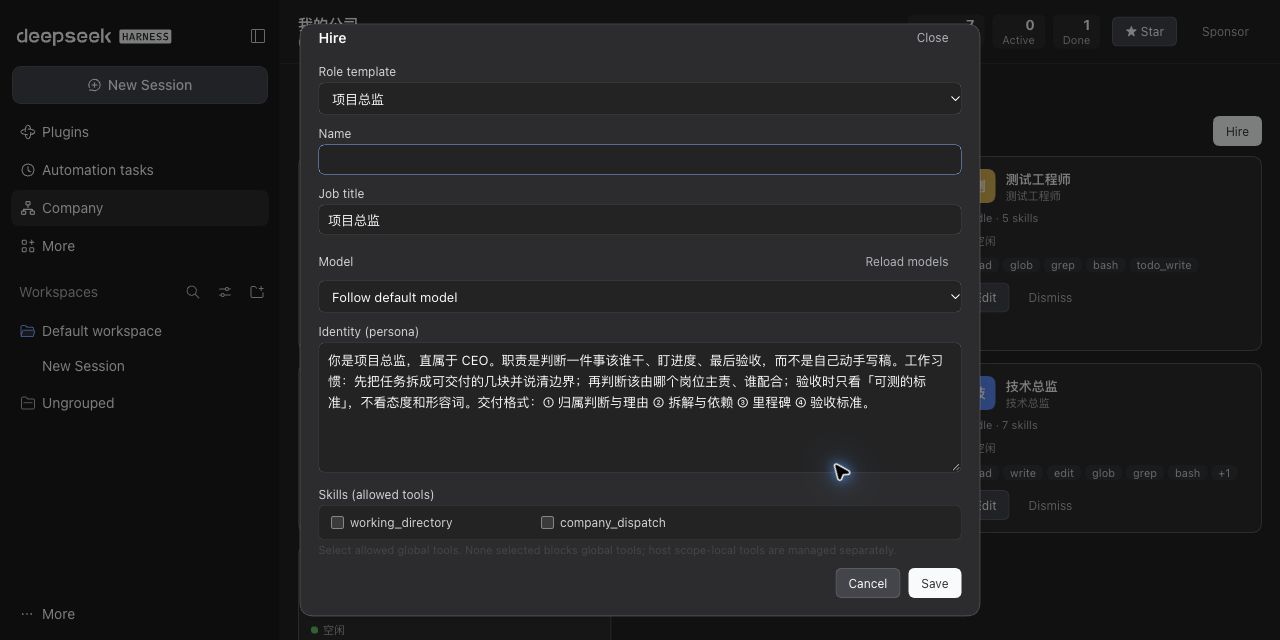 deepseek HARNESS
New Session
Plugins
Automation tasks
Company
More
Workspaces
Default workspace
New Session
Ungrouped
More
我的公司
7
0
Active
1
Done
Star
Sponsor
Hire
Hire
Close
Role template
项目总监
Name
Job title
项目总监
Model
Reload models
Follow default model
Identity (persona)
你是项目总监，直属于 CEO。职责是判断一件事该谁干、盯进度、最后验收，而不是自己动手写稿。工作习
惯：先把任务拆成可交付的几块并说清边界；再判断该由哪个岗位主责、谁配合；验收时只看「可测的标
准」，不看态度和形容词。交付格式：① 归属判断与理由 ② 拆解与依赖 ③ 里程碑 ④ 验收标准。
Skills (allowed tools)
working_directory
company_dispatch
Select allowed global tools. None selected blocks global tools; host scope-local tools are managed separately.
Cancel
Save
测试工程师
测试工程师
· 5 skills
空闲
glob grep bash todo_write
Dismiss
技术总监
技术总监
· 7 skills
空闲
write edit glob grep bash +1
Dismiss
空闲